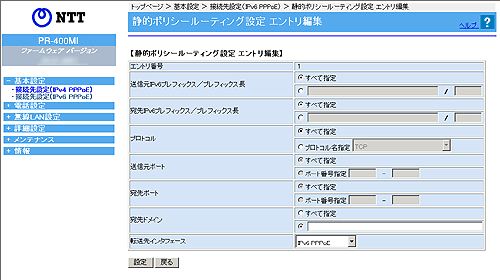 NTT
PR-400MI
ファームウェア バージョン
－ 基本設定
・接続先設定(IPv4 PPPoE)
・接続先設定(IPv6 PPPoE)
＋ 電話設定
＋ 無線LAN設定
＋ 詳細設定
＋ メンテナンス
＋ 情報
トップページ > 基本設定 > 接続先設定(IPv6 PPPoE) > 静的ポリシールーティング設定 エントリ編集
静的ポリシールーティング設定 エントリ編集
ヘルプ ?
【静的ポリシールーティング設定 エントリ編集】
エントリ番号 1
送信元IPv6プレフィックス／プレフィックス長 すべて指定
/
宛先IPv6プレフィックス／プレフィックス長 すべて指定
/
プロトコル すべて指定
プロトコル名指定 TCP
送信元ポート すべて指定
ポート番号指定 －
宛先ポート すべて指定
ポート番号指定 －
宛先ドメイン すべて指定
転送先インタフェース IPv6 PPPoE
設定 戻る